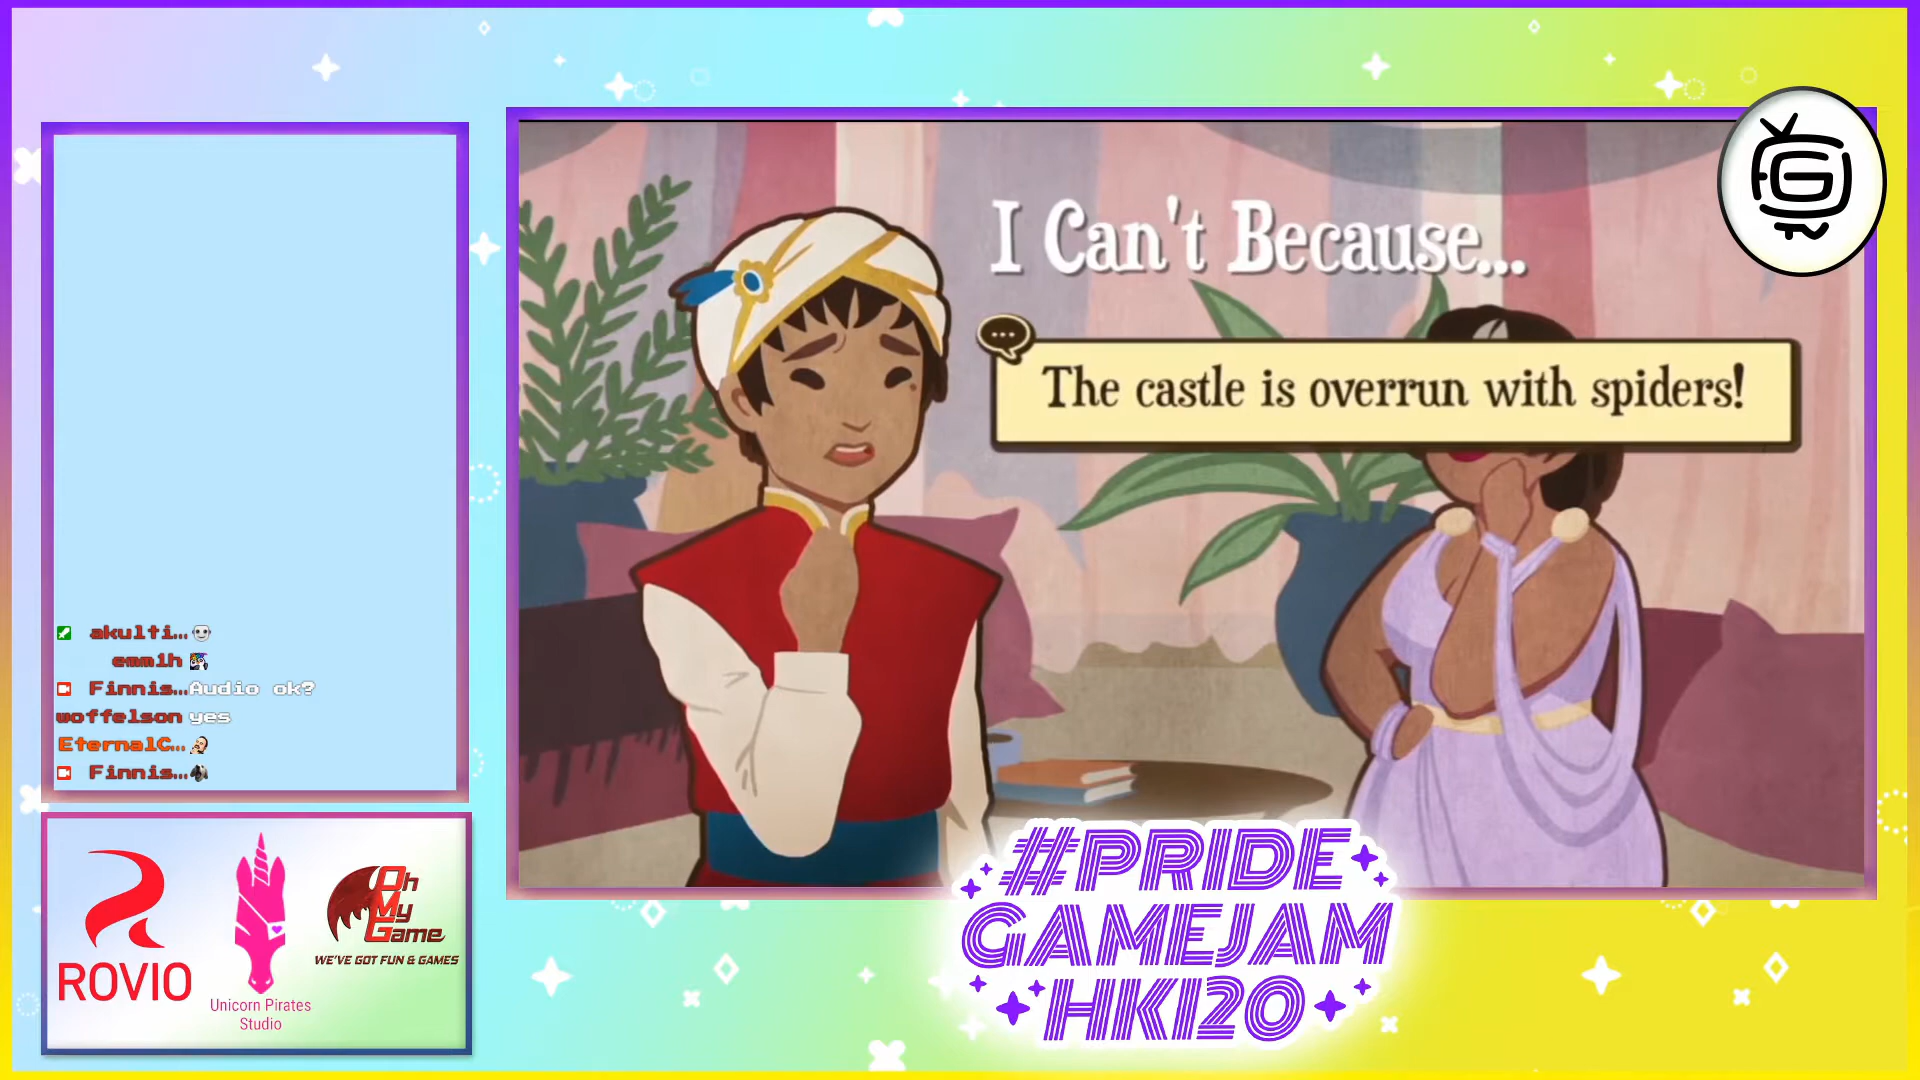 I Can't Because...
The castle is overrun with spiders!
akulti...
emm1h
Finnis...Audio ok?
woffelson yes
EternalC...
Finnis...
ROVIO
Unicorn Pirates
Studio
Oh
My
Game
WE'VE GOT FUN & GAMES
#PRIDE
GAMEJAM
HKI20
G